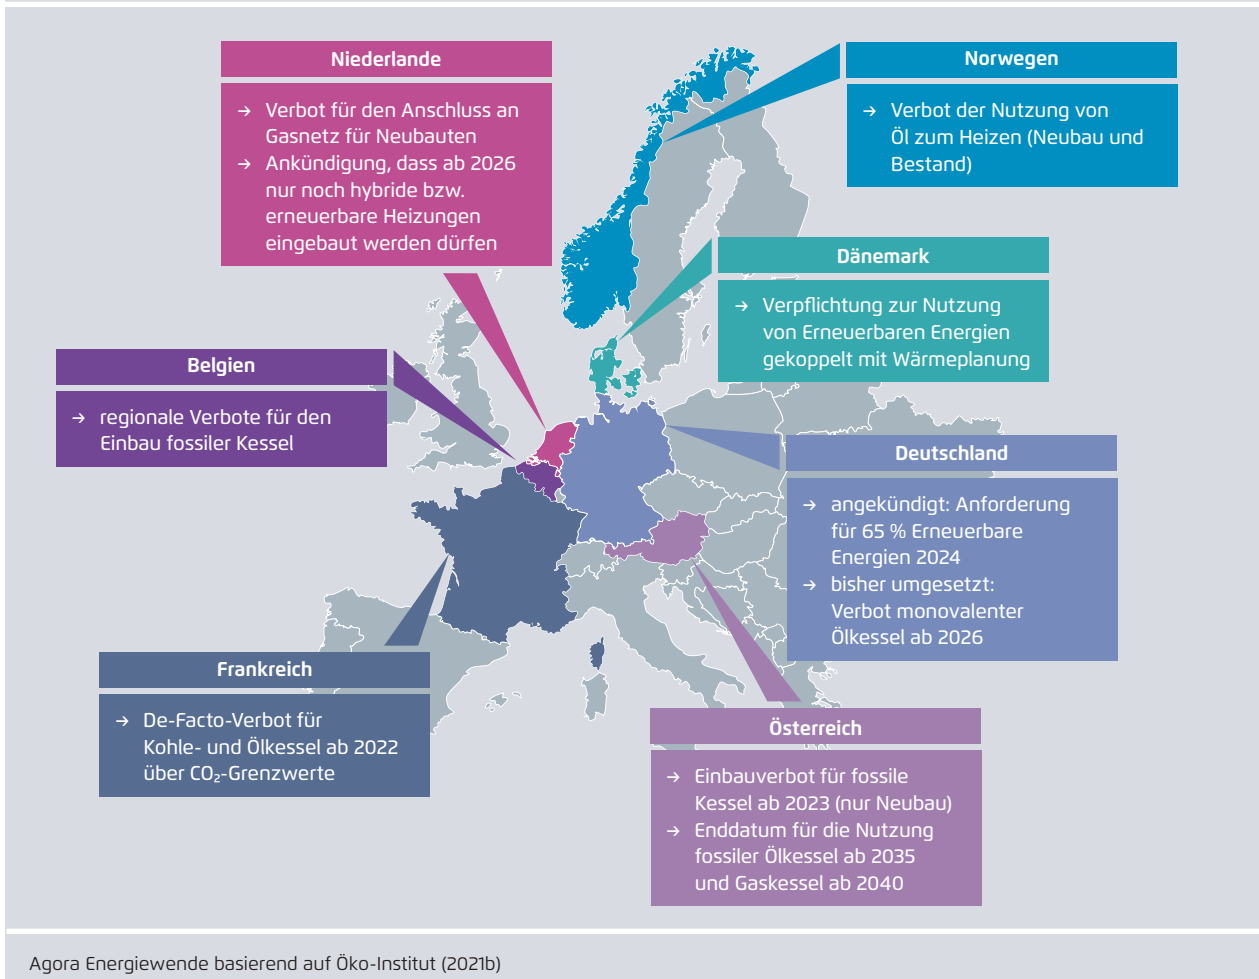 Niederlande
→ Verbot für den Anschluss an
Gasnetz für Neubauten
→ Ankündigung, dass ab 2026
nur noch hybride bzw.
erneuerbare Heizungen
eingebaut werden dürfen
Norwegen
→ Verbot der Nutzung von
Öl zum Heizen (Neubau und
Bestand)
Dänemark
→ Verpflichtung zur Nutzung
von Erneuerbaren Energien
gekoppelt mit Wärmeplanung
Belgien
→ regionale Verbote für den
Einbau fossiler Kessel
Deutschland
→ angekündigt: Anforderung
für 65 % Erneuerbare
Energien 2024
→ bisher umgesetzt:
Verbot monovalenter
Ölkessel ab 2026
Frankreich
→ De-Facto-Verbot für
Kohle- und Ölkessel ab 2022
über CO₂-Grenzwerte
Österreich
→ Einbauverbot für fossile
Kessel ab 2023 (nur Neubau)
→ Enddatum für die Nutzung
fossiler Ölkessel ab 2035
und Gaskessel ab 2040
Agora Energiewende basierend auf Öko-Institut (2021b)